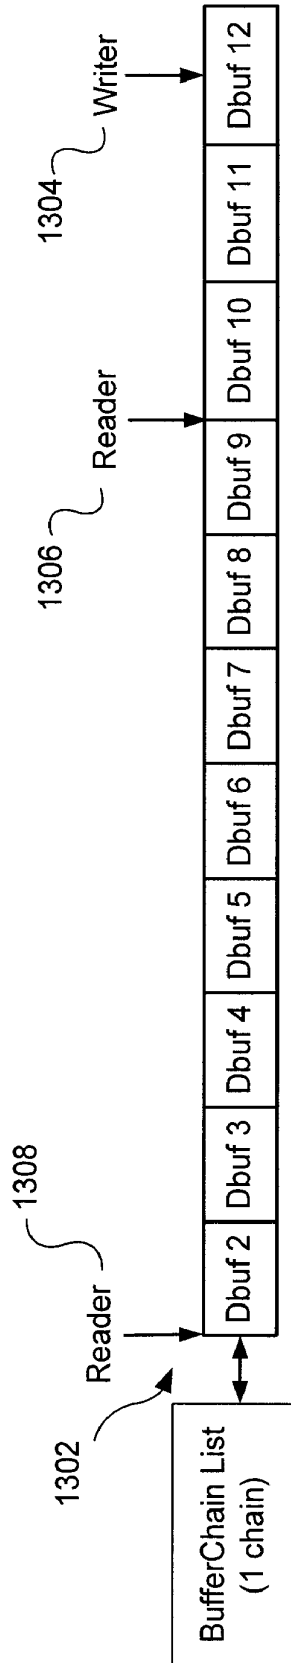 1302
BufferChain List
(1 chain)
Reader
1308
1306
Reader
1304
Writer
Dbuf 2
Dbuf 3
Dbuf 4
Dbuf 5
Dbuf 6
Dbuf 7
Dbuf 8
Dbuf 9
Dbuf 10
Dbuf 11
Dbuf 12